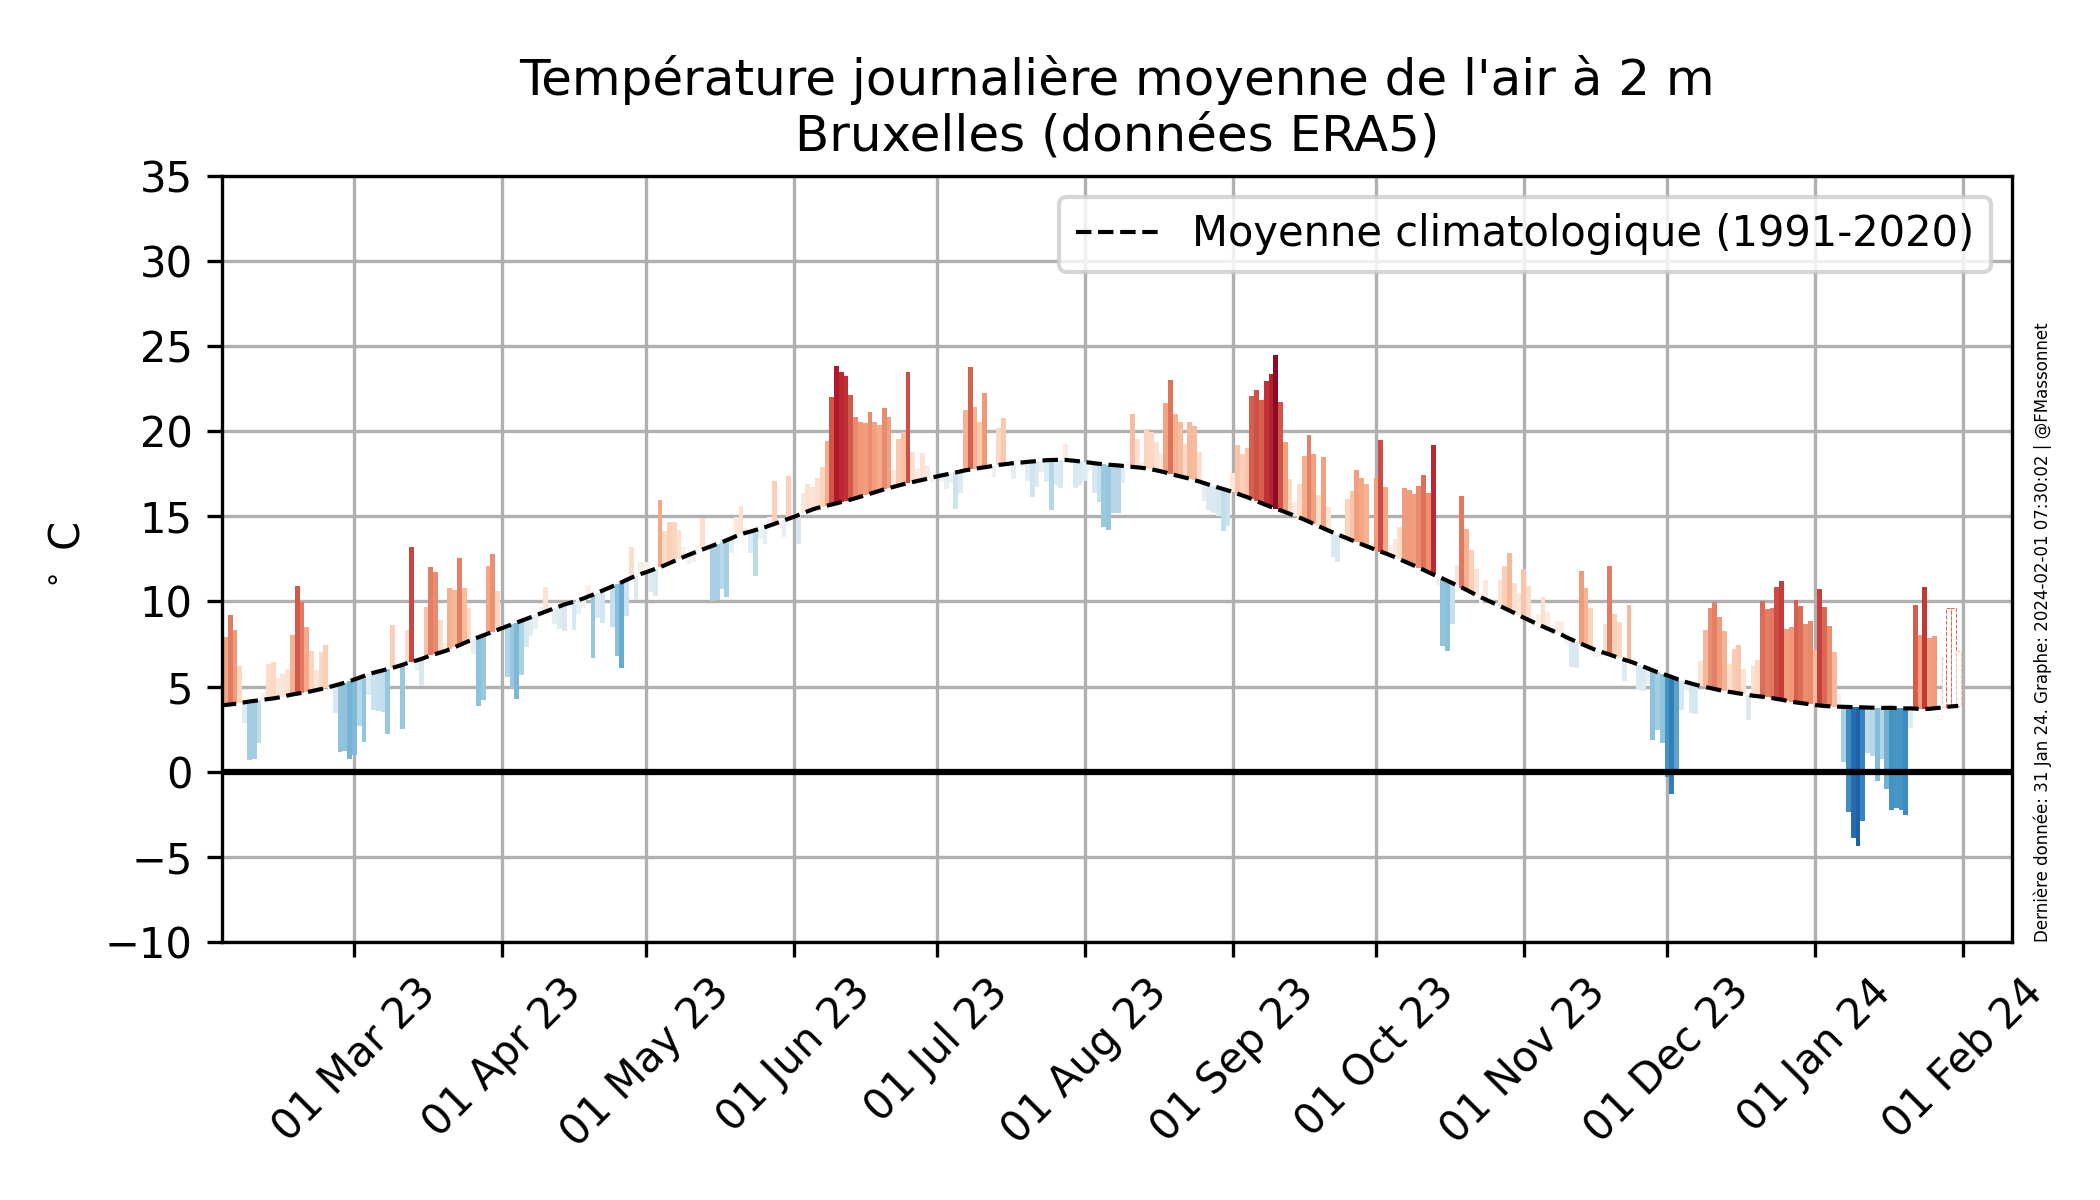 Température journalière moyenne de l'air à 2 m
Bruxelles (données ERA5)
35
30
25
20
15
10
5
0
−5
−10
° C
Moyenne climatologique (1991-2020)
01 Mar 23
01 Apr 23
01 May 23
01 Jun 23
01 Jul 23
01 Aug 23
01 Sep 23
01 Oct 23
01 Nov 23
01 Dec 23
01 Jan 24
01 Feb 24
Dernière donnée: 31 Jan 24. Graphe: 2024-02-01 07:30:02 | @FMassonnet